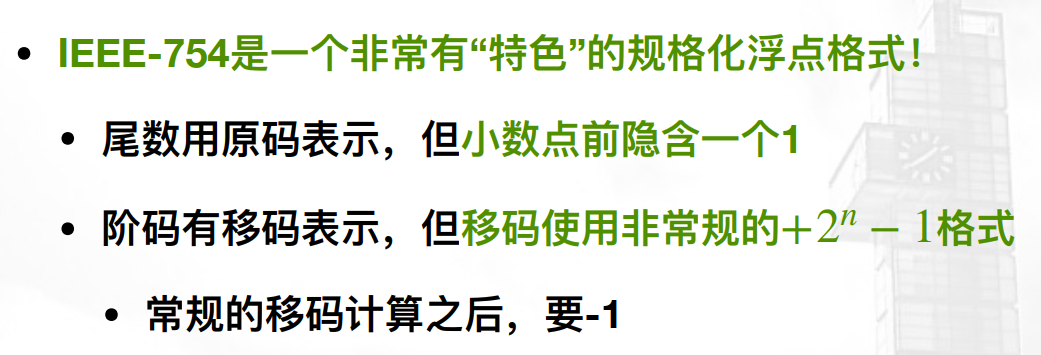 • IEEE-754是一个非常有“特色”的规格化浮点格式！
• 尾数用原码表示，但小数点前隐含一个1
• 阶码有移码表示，但移码使用非常规的+2ⁿ − 1格式
• 常规的移码计算之后，要-1